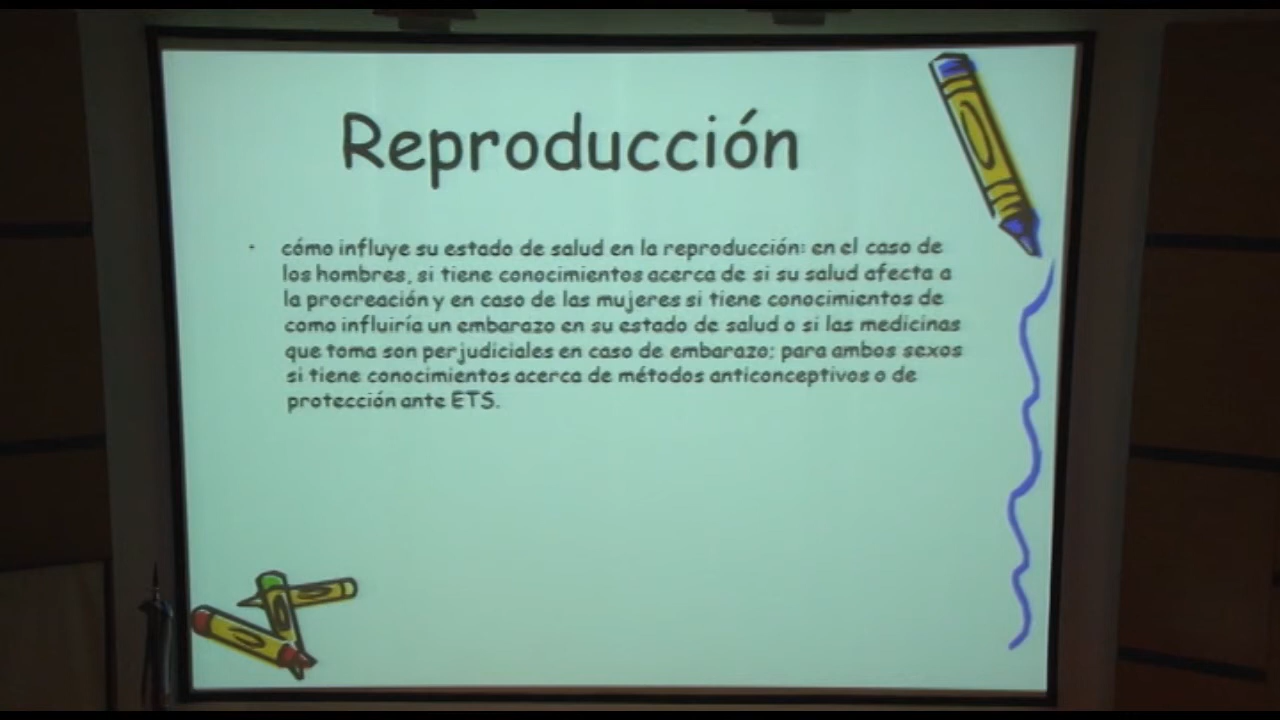 Reproducción
• cómo influye su estado de salud en la reproducción: en el caso de
los hombres, si tiene conocimientos acerca de si su salud afecta a
la procreación y en caso de las mujeres si tiene conocimientos de
como influiría un embarazo en su estado de salud o si las medicinas
que toma son perjudiciales en caso de embarazo; para ambos sexos
si tiene conocimientos acerca de métodos anticonceptivos o de
protección ante ETS.